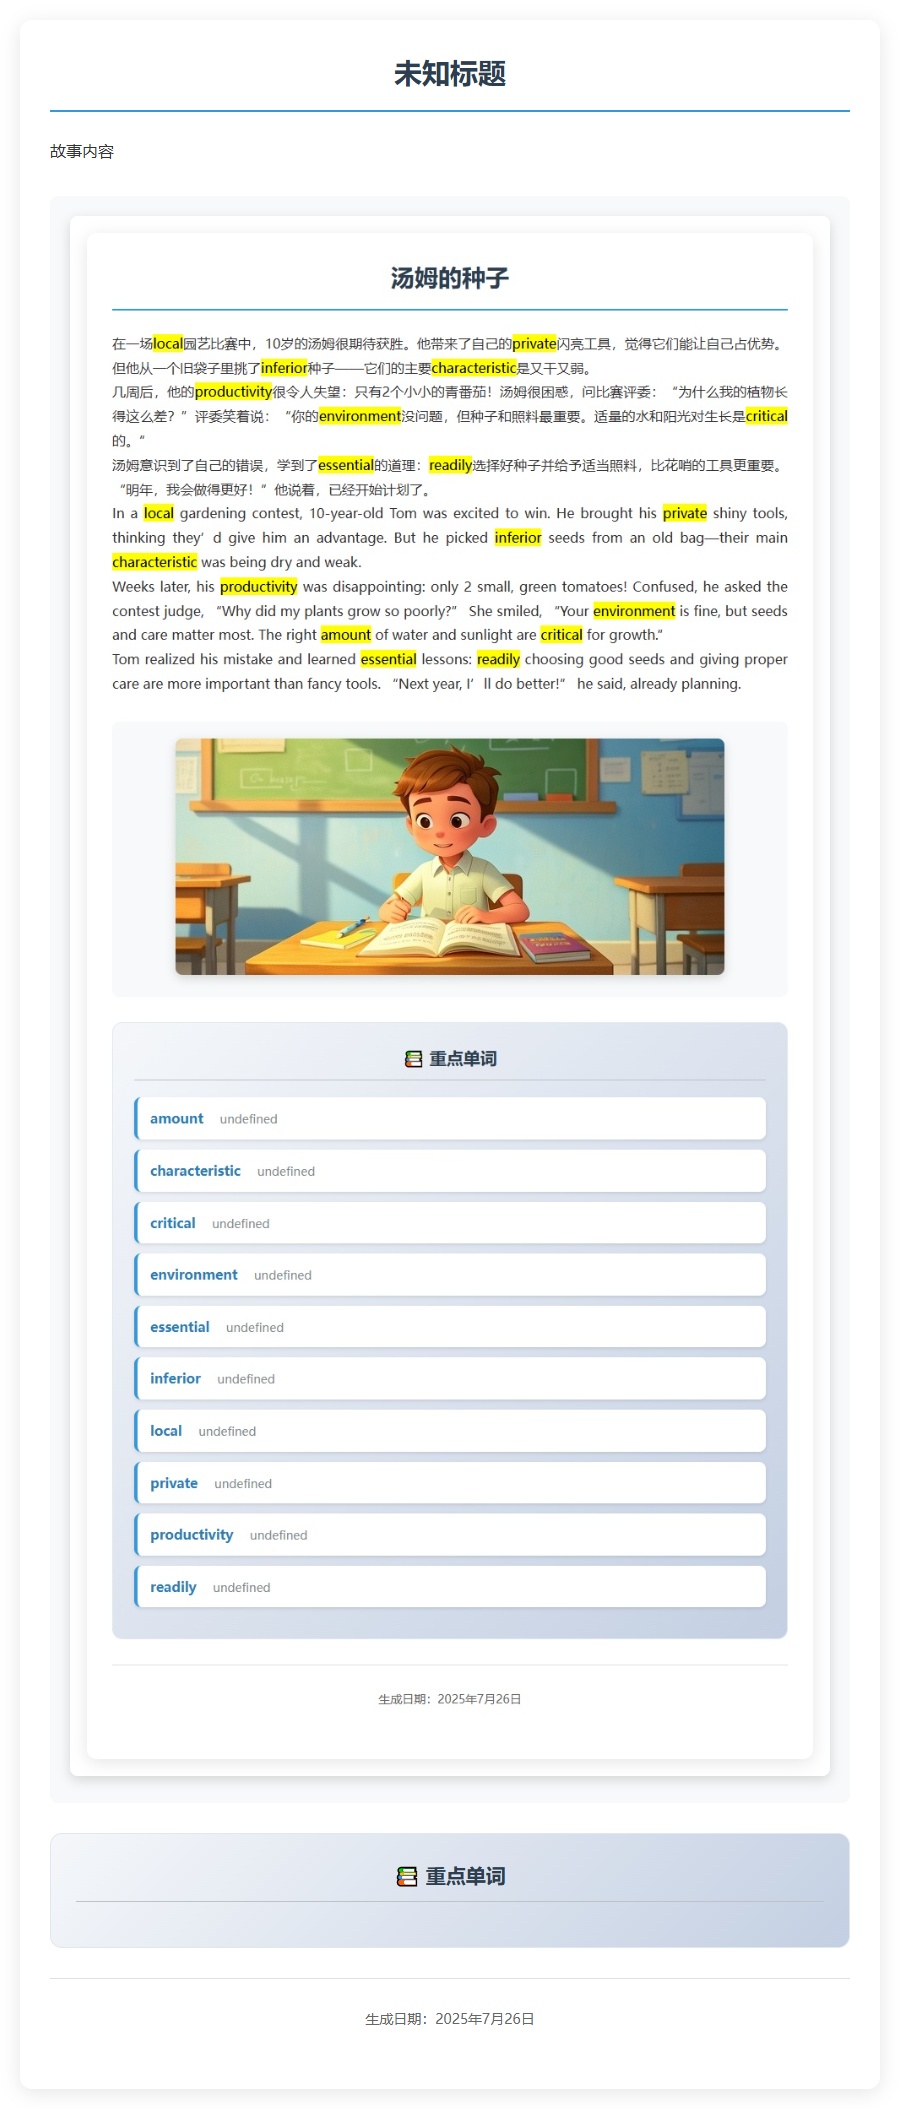 未知标题
故事内容
汤姆的种子
在一场local园艺比赛中，10岁的汤姆很期待获胜。他带来了自己的private闪亮工具，觉得它们能让自己占优势。
但他从一个旧袋子里挑了inferior种子——它们的主要characteristic是又干又弱。
几周后，他的productivity很令人失望：只有2个小小的青番茄！汤姆很困惑，问比赛评委：“为什么我的植物长
得这么差？”评委笑着说：“你的environment没问题，但种子和照料最重要。适量的水和阳光对生长是critical
的。”
汤姆意识到了自己的错误，学到了essential的道理：readily选择好种子并给予适当照料，比花哨的工具更重要。
“明年，我会做得更好！”他说着，已经开始计划了。
In a local gardening contest, 10-year-old Tom was excited to win. He brought his private shiny tools,
thinking they’d give him an advantage. But he picked inferior seeds from an old bag—their main
characteristic was being dry and weak.
Weeks later, his productivity was disappointing: only 2 small, green tomatoes! Confused, he asked the
contest judge, “Why did my plants grow so poorly?” She smiled, “Your environment is fine, but seeds
and care matter most. The right amount of water and sunlight are critical for growth.”
Tom realized his mistake and learned essential lessons: readily choosing good seeds and giving proper
care are more important than fancy tools. “Next year, I’ll do better!” he said, already planning.
📚 重点单词
amount undefined
characteristic undefined
critical undefined
environment undefined
essential undefined
inferior undefined
local undefined
private undefined
productivity undefined
readily undefined
生成日期：2025年7月26日
📚 重点单词
生成日期：2025年7月26日